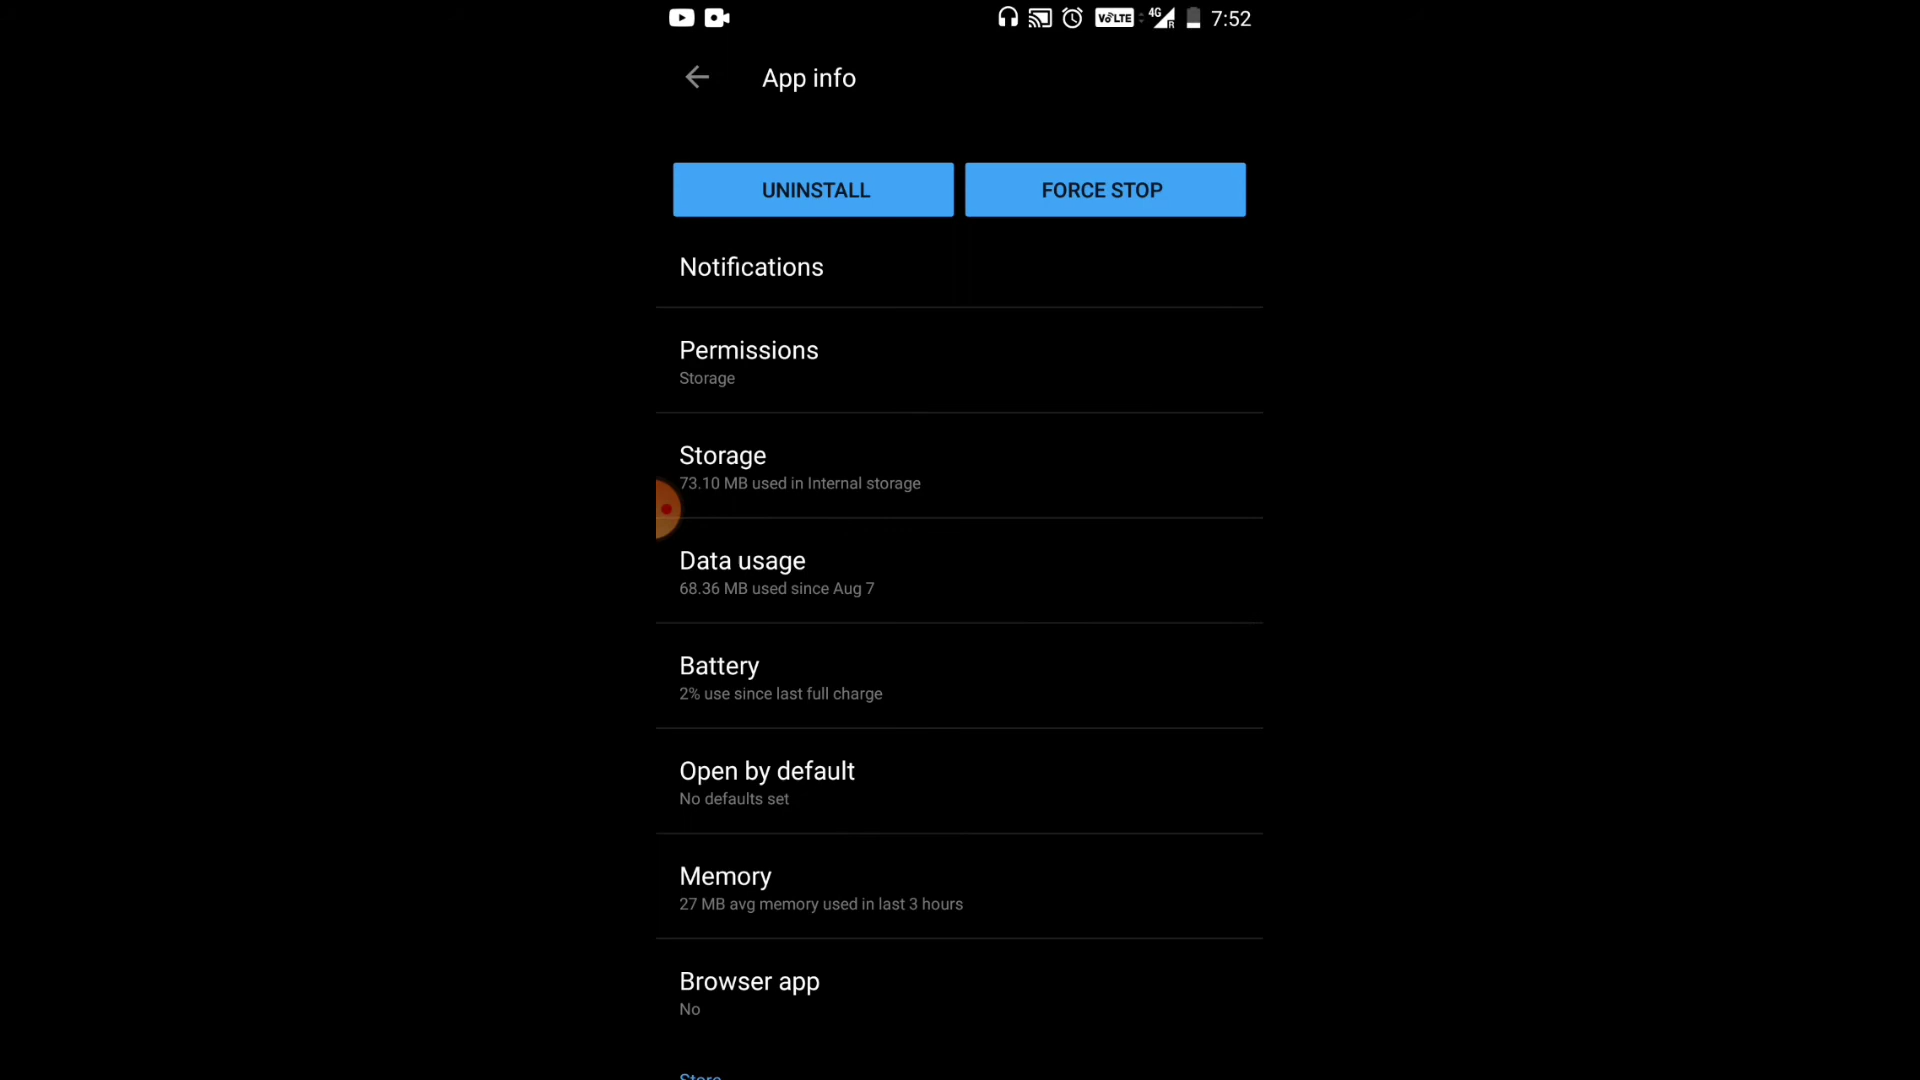 VoLTE 4G R 7:52
App info
UNINSTALL FORCE STOP
Notifications
Permissions
Storage
Storage
73.10 MB used in Internal storage
Data usage
68.36 MB used since Aug 7
Battery
2% use since last full charge
Open by default
No defaults set
Memory
27 MB avg memory used in last 3 hours
Browser app
No
Store